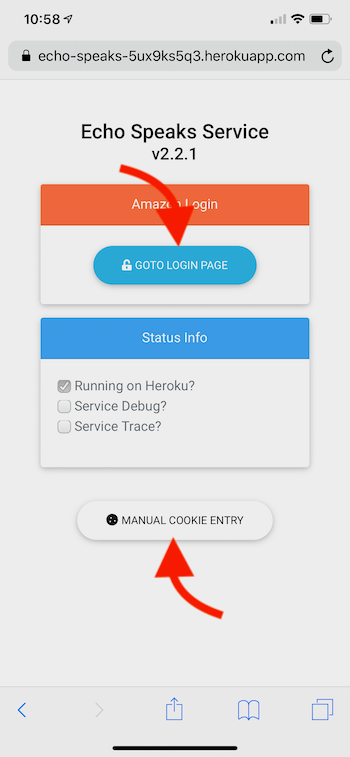 10:58
echo-speaks-5ux9ks5q3.herokuapp.com
Echo Speaks Service
v2.2.1
Amazon Login
GOTO LOGIN PAGE
Status Info
Running on Heroku?
Service Debug?
Service Trace?
MANUAL COOKIE ENTRY